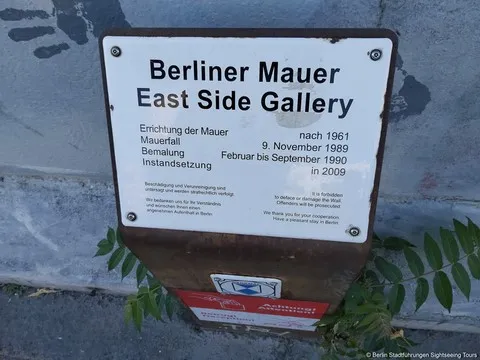 Berliner Mauer
East Side Gallery
Errichtung der Mauer nach 1961
Mauerfall 9. November 1989
Bemalung Februar bis September 1990
Instandsetzung in 2009
Beschädigung und Verunreinigung sind
untersagt und werden strafrechtlich verfolgt.
Wir bedanken uns für Ihr Verständnis
und wünschen Ihnen einen
angenehmen Aufenthalt in Berlin
It is forbidden
to deface or damage the Wall
Offenders will be prosecuted
We thank you for your cooperation.
Have a pleasant stay in Berlin
Achtung!
Attention!
© Berlin Stadtführungen Sightseeing Tours